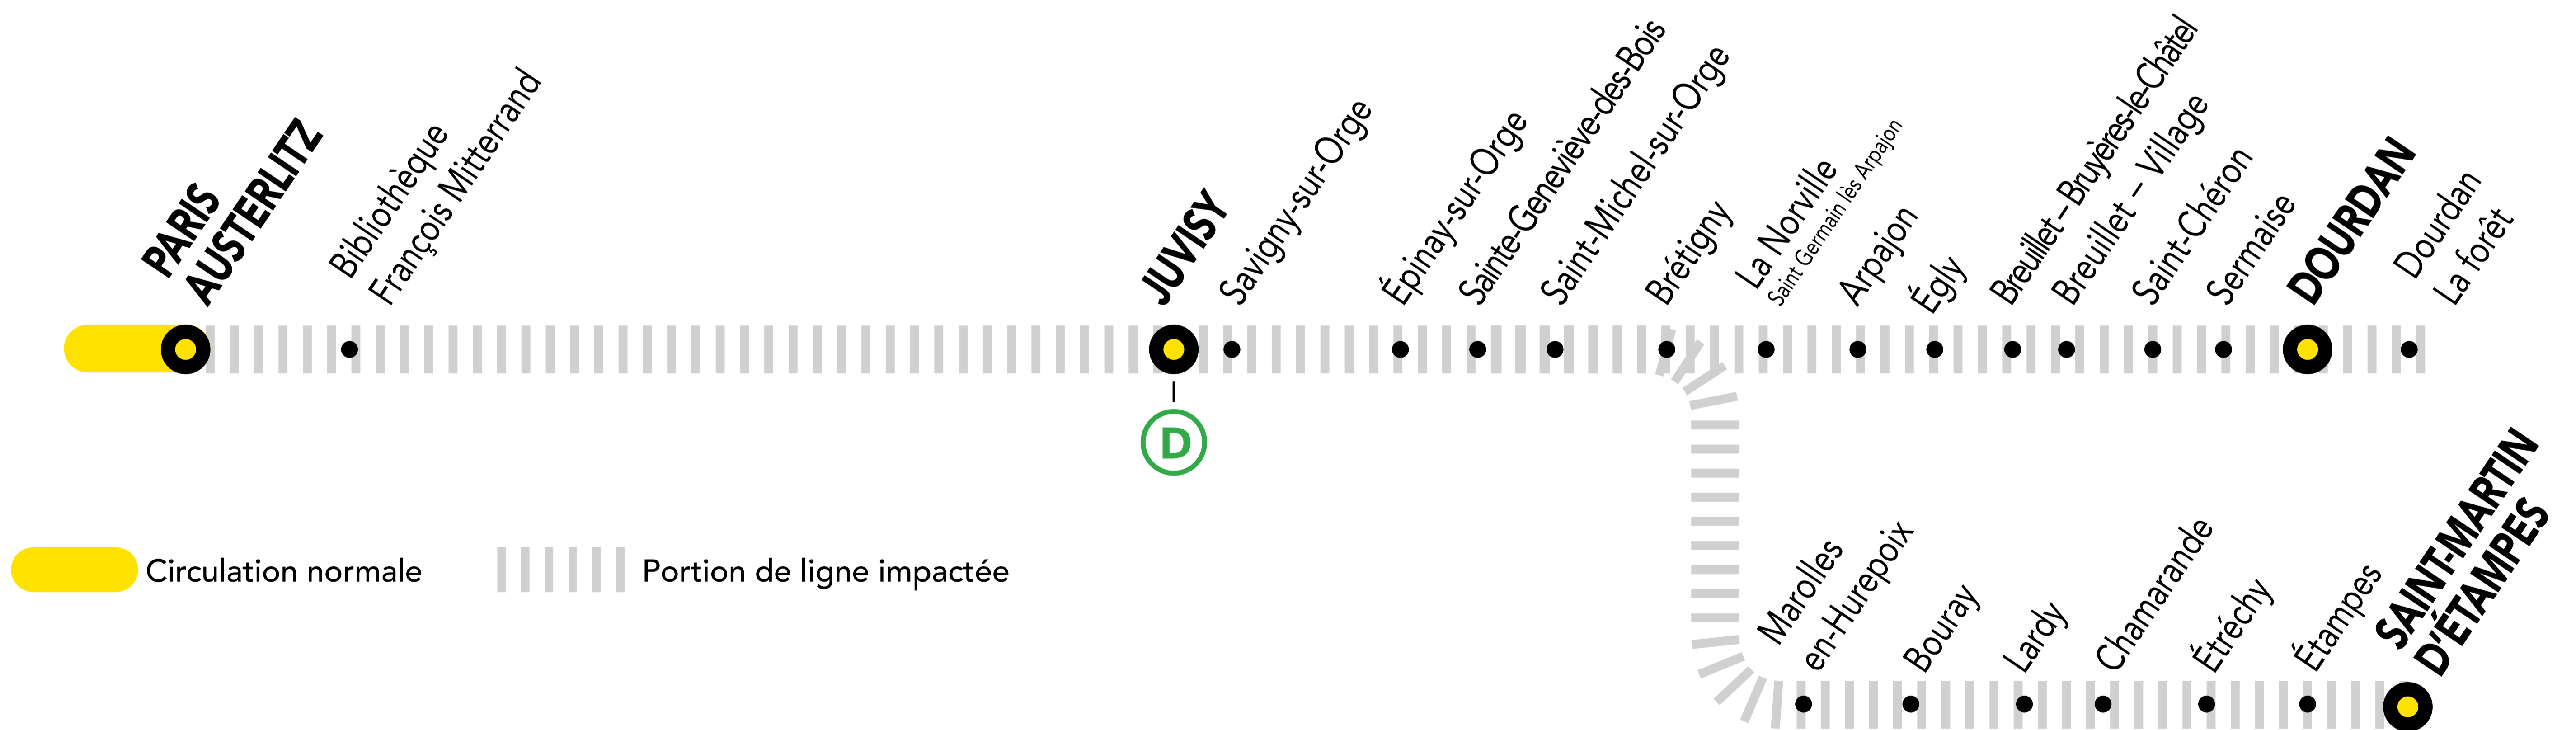 PARIS
AUSTERLITZ
Bibliothèque
François Mitterrand
JUVISY
Savigny-sur-Orge
Épinay-sur-Orge
Sainte-Geneviève-des-Bois
Saint-Michel-sur-Orge
Brétigny
La Norville
Saint Germain lès Arpajon
Arpajon
Égly
Breuillet – Bruyères-le-Châtel
Breuillet – Village
Saint-Chéron
Sermaise
DOURDAN
Dourdan
La forêt
D
Circulation normale
Portion de ligne impactée
Marolles
en-Hurepoix
Bouray
Lardy
Chamarande
Étréchy
Étampes
SAINT-MARTIN
D'ÉTAMPES